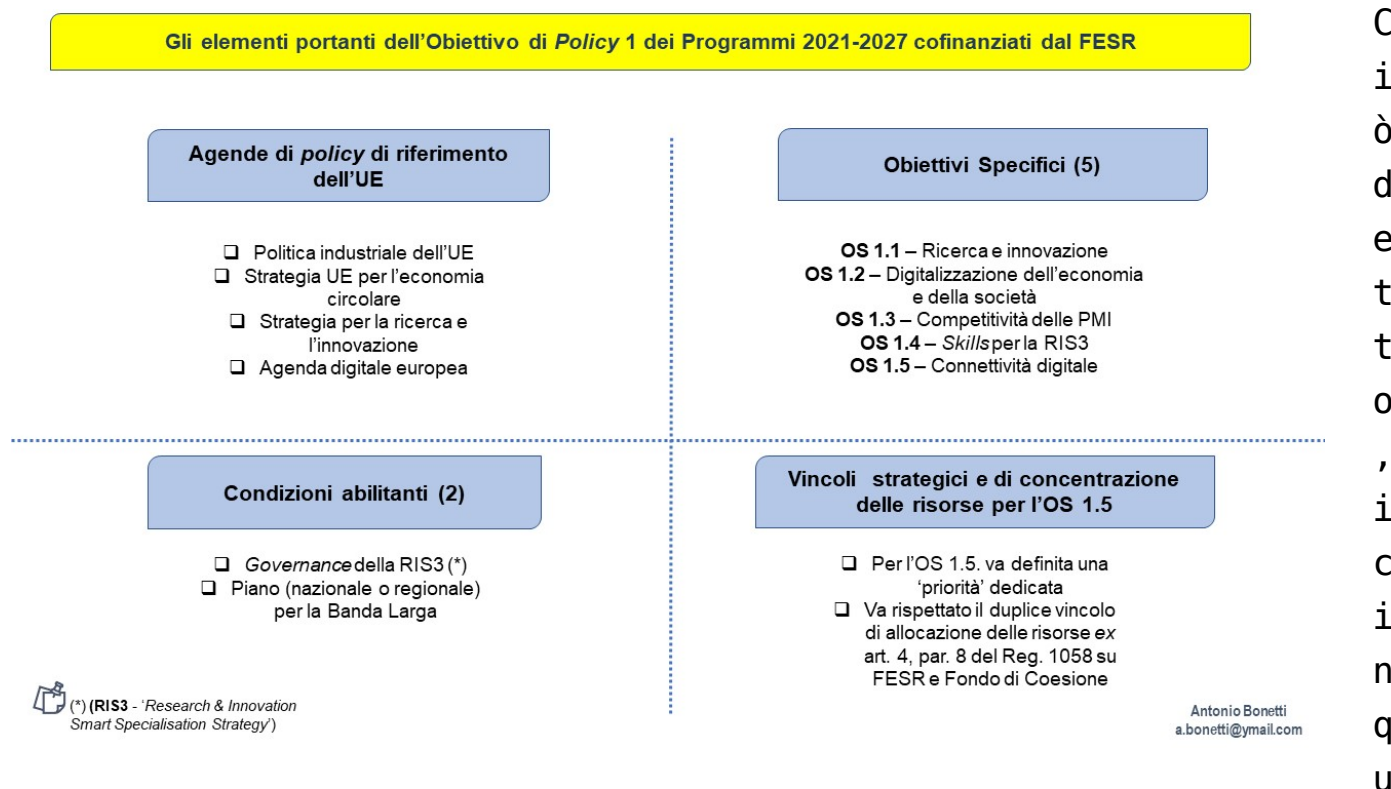 Gli elementi portanti dell'Obiettivo di Policy 1 dei Programmi 2021-2027 cofinanziati dal FESR
Agende di policy di riferimento
dell'UE
❑ Politica industriale dell'UE
❑ Strategia UE per l'economia
circolare
❑ Strategia per la ricerca e
l'innovazione
❑ Agenda digitale europea
Obiettivi Specifici (5)
OS 1.1 – Ricerca e innovazione
OS 1.2 – Digitalizzazione dell'economia
e della società
OS 1.3 – Competitività delle PMI
OS 1.4 – Skills per la RIS3
OS 1.5 – Connettività digitale
Condizioni abilitanti (2)
❑ Governance della RIS3 (*)
❑ Piano (nazionale o regionale)
per la Banda Larga
Vincoli strategici e di concentrazione
delle risorse per l'OS 1.5
❑ Per l'OS 1.5. va definita una
'priorità' dedicata
❑ Va rispettato il duplice vincolo
di allocazione delle risorse ex
art. 4, par. 8 del Reg. 1058 su
FESR e Fondo di Coesione
(*) (RIS3 - 'Research & Innovation
Smart Specialisation Strategy')
Antonio Bonetti
a.bonetti@ymail.com
C
i
ò
d
e
t
t
o
,
i
c
i
n
q
u